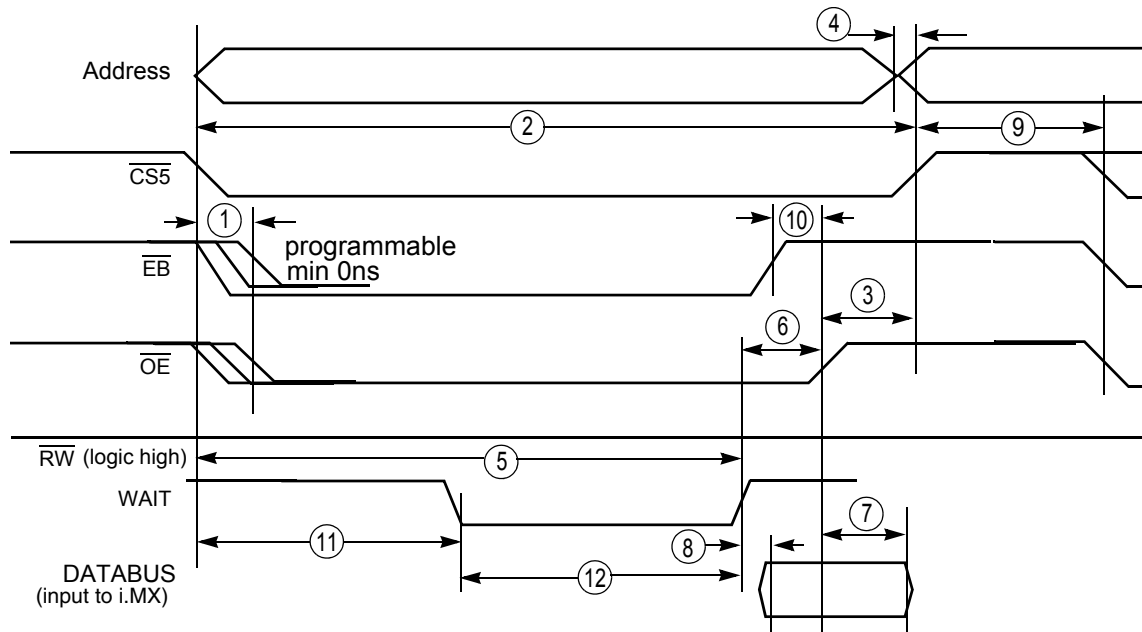 4
Address
2
9
CS5
1
10
programmable
min 0ns
EB
3
6
OE
RW (logic high)
5
WAIT
7
11
8
12
DATABUS
(input to i.MX)